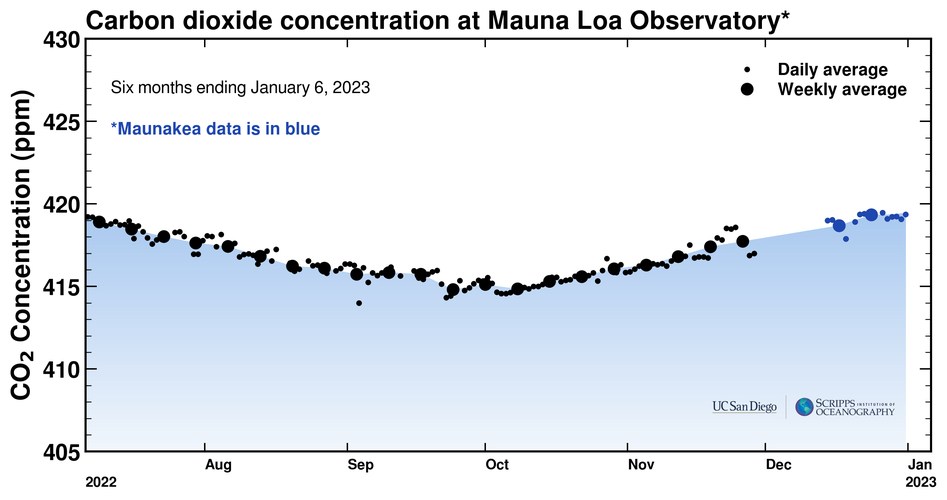 Carbon dioxide concentration at Mauna Loa Observatory*
CO2 Concentration (ppm)
430
425
420
415
410
405
Six months ending January 6, 2023
*Maunakea data is in blue
Daily average
Weekly average
UC San Diego
SCRIPPS INSTITUTION OF
OCEANOGRAPHY
Aug Sep Oct Nov Dec Jan
2022 2023